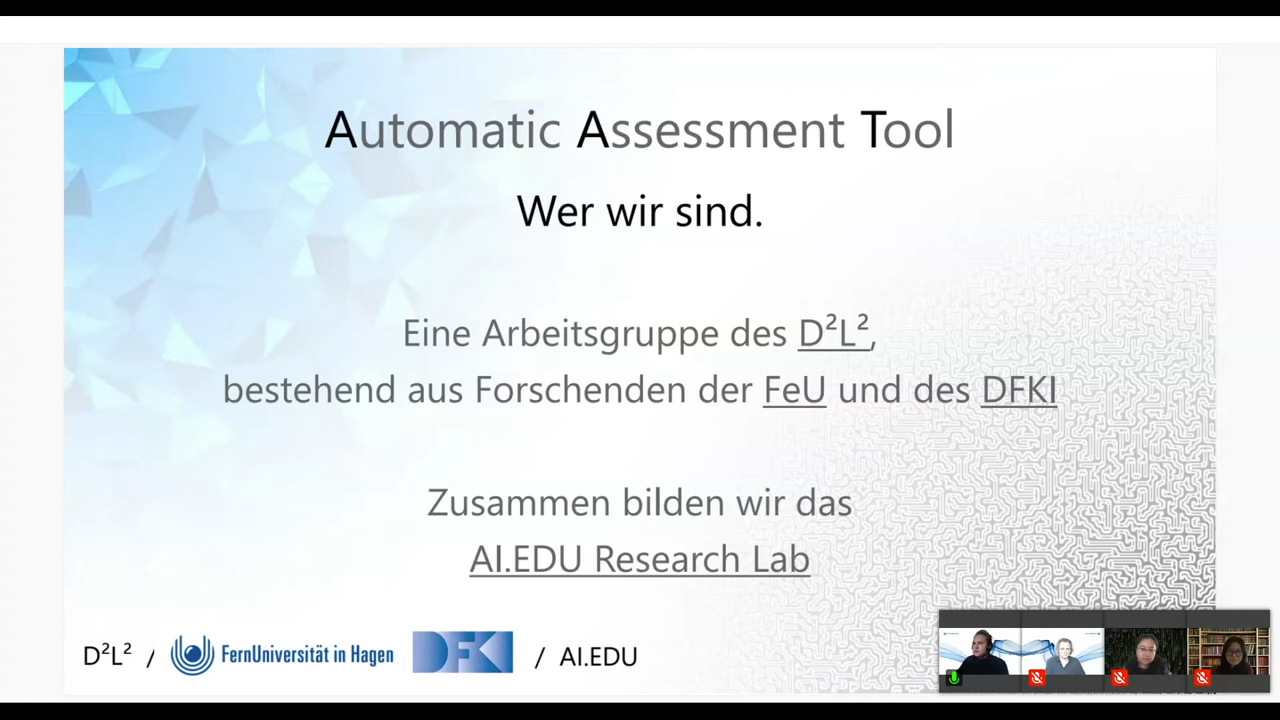 Automatic Assessment Tool
Wer wir sind.
Eine Arbeitsgruppe des D²L²,
bestehend aus Forschenden der FeU und des DFKI
Zusammen bilden wir das
AI.EDU Research Lab
D²L² / FernUniversität in Hagen DFKI / AI.EDU